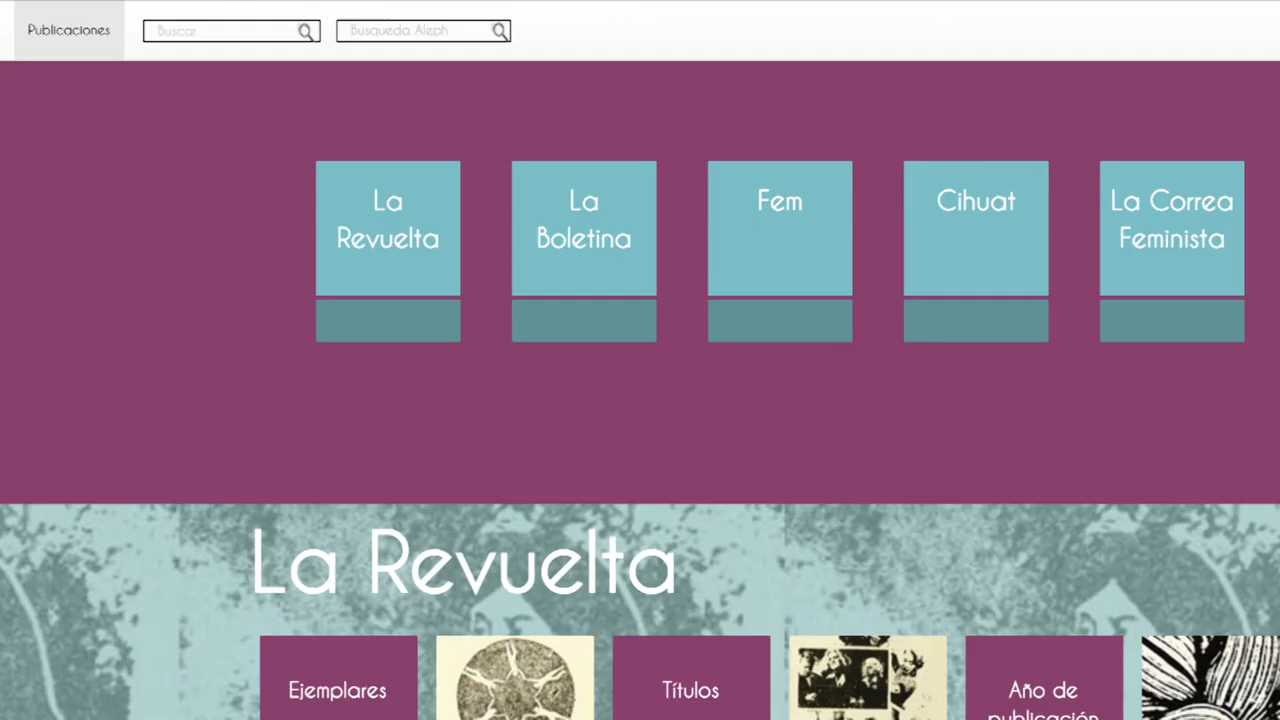 Publicaciones
Buscar
Busqueda Aleph
La
Revuelta
La
Boletina
Fem
Cihuat
La Correa
Feminista
La Revuelta
Ejemplares
Títulos
Año de
publicación